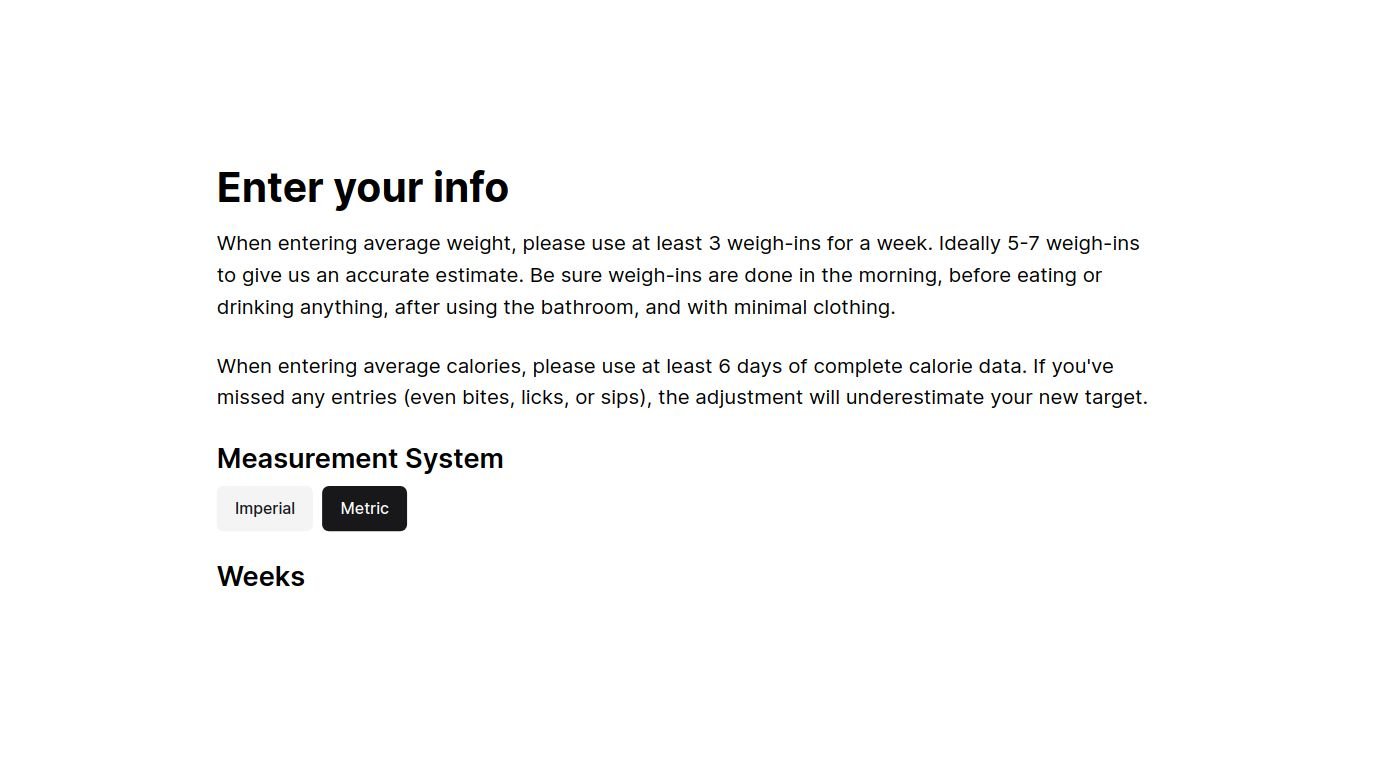 Enter your info
When entering average weight, please use at least 3 weigh-ins for a week. Ideally 5-7 weigh-ins
to give us an accurate estimate. Be sure weigh-ins are done in the morning, before eating or
drinking anything, after using the bathroom, and with minimal clothing.
When entering average calories, please use at least 6 days of complete calorie data. If you've
missed any entries (even bites, licks, or sips), the adjustment will underestimate your new target.
Measurement System
Imperial Metric
Weeks